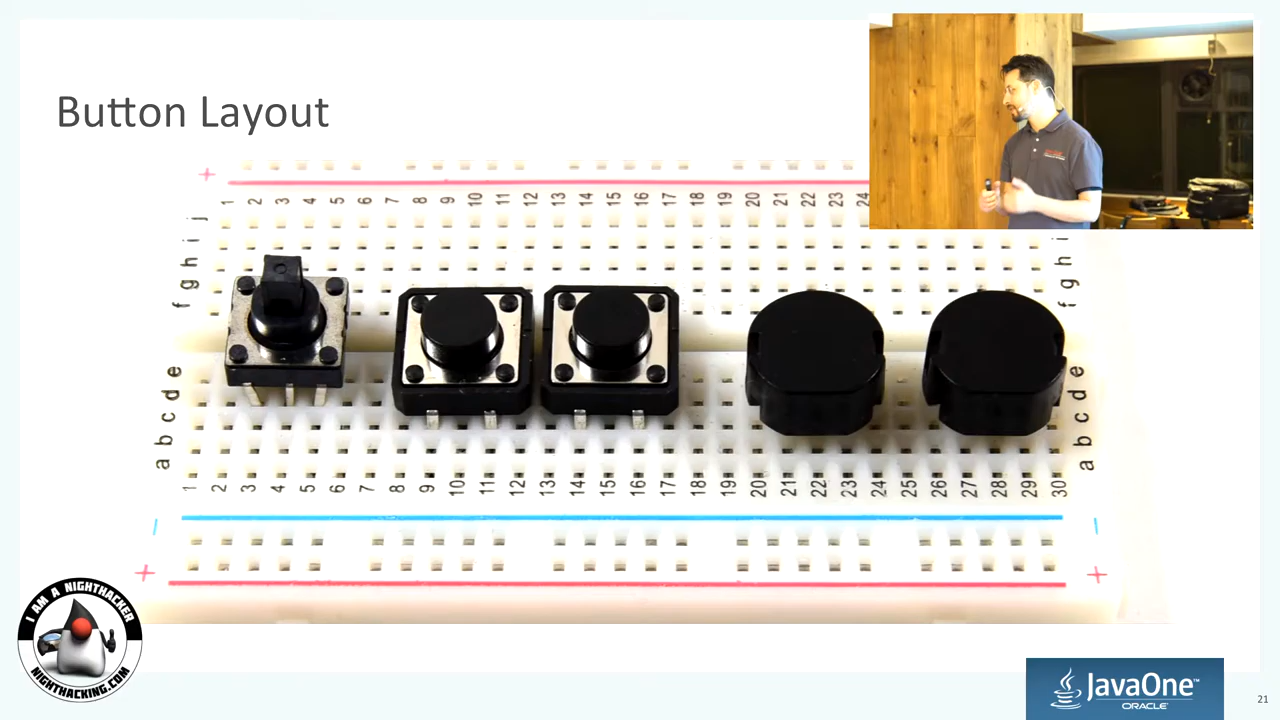 Button Layout
+
1 2 3 4 5 6 7 8 9 10 11 12 13 14 15 16 17 18 19 20 21 22 23 24
j
i
h
g
f
h
g
f
e
d
c
b
a
e
d
c
b
a
1 2 3 4 5 6 7 8 9 10 11 12 13 14 15 16 17 18 19 20 21 22 23 24 25 26 27 28 29 30
- -
+ +
I AM A NIGHTHACKER
NIGHTHACKING.COM
JavaOne™
ORACLE
21